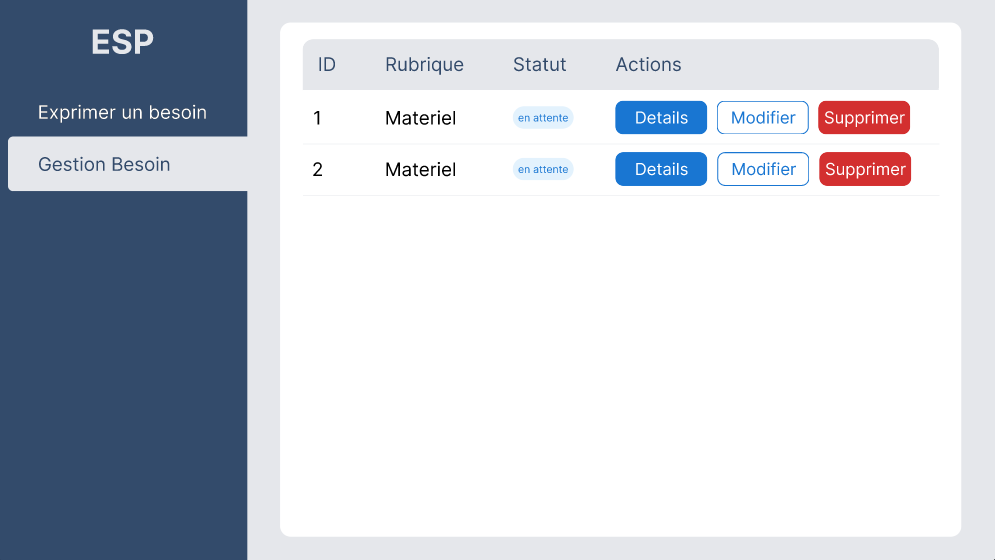 ESP
Exprimer un besoin
Gestion Besoin
ID Rubrique Statut Actions
1 Materiel en attente Details Modifier Supprimer
2 Materiel en attente Details Modifier Supprimer